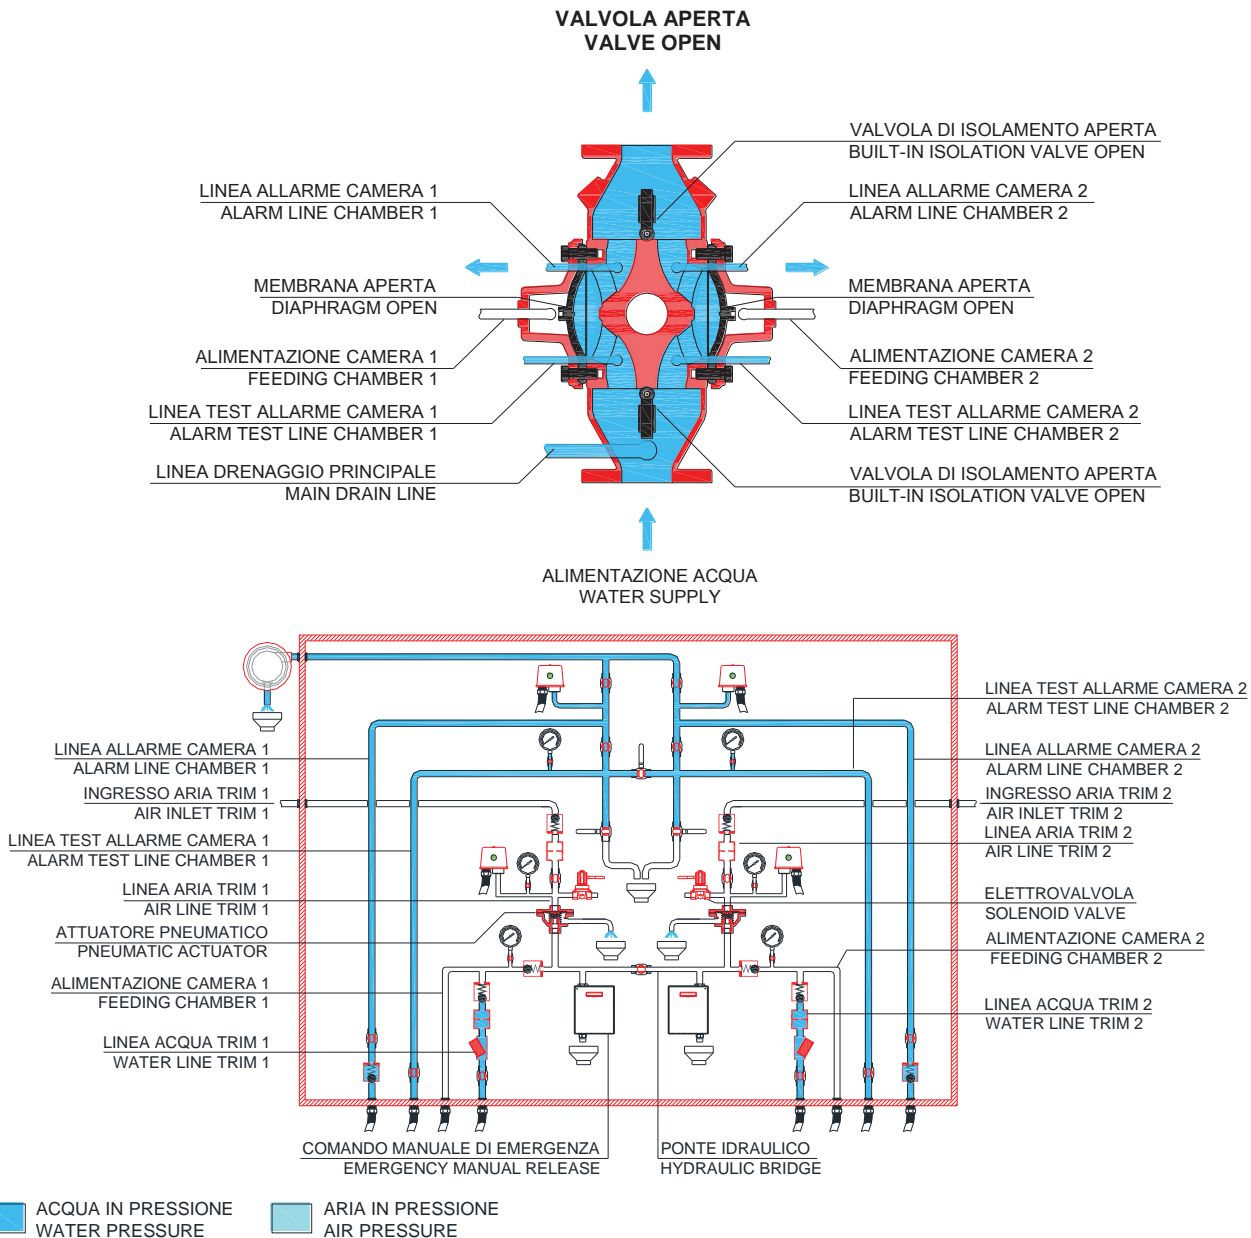 VALVOLA APERTA
VALVE OPEN
VALVOLA DI ISOLAMENTO APERTA
BUILT-IN ISOLATION VALVE OPEN
LINEA ALLARME CAMERA 1
ALARM LINE CHAMBER 1
LINEA ALLARME CAMERA 2
ALARM LINE CHAMBER 2
MEMBRANA APERTA
DIAPHRAGM OPEN
MEMBRANA APERTA
DIAPHRAGM OPEN
ALIMENTAZIONE CAMERA 1
FEEDING CHAMBER 1
ALIMENTAZIONE CAMERA 2
FEEDING CHAMBER 2
LINEA TEST ALLARME CAMERA 1
ALARM TEST LINE CHAMBER 1
LINEA TEST ALLARME CAMERA 2
ALARM TEST LINE CHAMBER 2
LINEA DRENAGGIO PRINCIPALE
MAIN DRAIN LINE
VALVOLA DI ISOLAMENTO APERTA
BUILT-IN ISOLATION VALVE OPEN
ALIMENTAZIONE ACQUA
WATER SUPPLY
LINEA TEST ALLARME CAMERA 2
ALARM TEST LINE CHAMBER 2
LINEA ALLARME CAMERA 1
ALARM LINE CHAMBER 1
LINEA ALLARME CAMERA 2
ALARM LINE CHAMBER 2
INGRESSO ARIA TRIM 1
AIR INLET TRIM 1
INGRESSO ARIA TRIM 2
AIR INLET TRIM 2
LINEA TEST ALLARME CAMERA 1
ALARM TEST LINE CHAMBER 1
LINEA ARIA TRIM 2
AIR LINE TRIM 2
LINEA ARIA TRIM 1
AIR LINE TRIM 1
ELETTROVALVOLA
SOLENOID VALVE
ATTUATORE PNEUMATICO
PNEUMATIC ACTUATOR
ALIMENTAZIONE CAMERA 2
FEEDING CHAMBER 2
ALIMENTAZIONE CAMERA 1
FEEDING CHAMBER 1
LINEA ACQUA TRIM 2
WATER LINE TRIM 2
LINEA ACQUA TRIM 1
WATER LINE TRIM 1
COMANDO MANUALE DI EMERGENZA
EMERGENCY MANUAL RELEASE
PONTE IDRAULICO
HYDRAULIC BRIDGE
ACQUA IN PRESSIONE
WATER PRESSURE
ARIA IN PRESSIONE
AIR PRESSURE